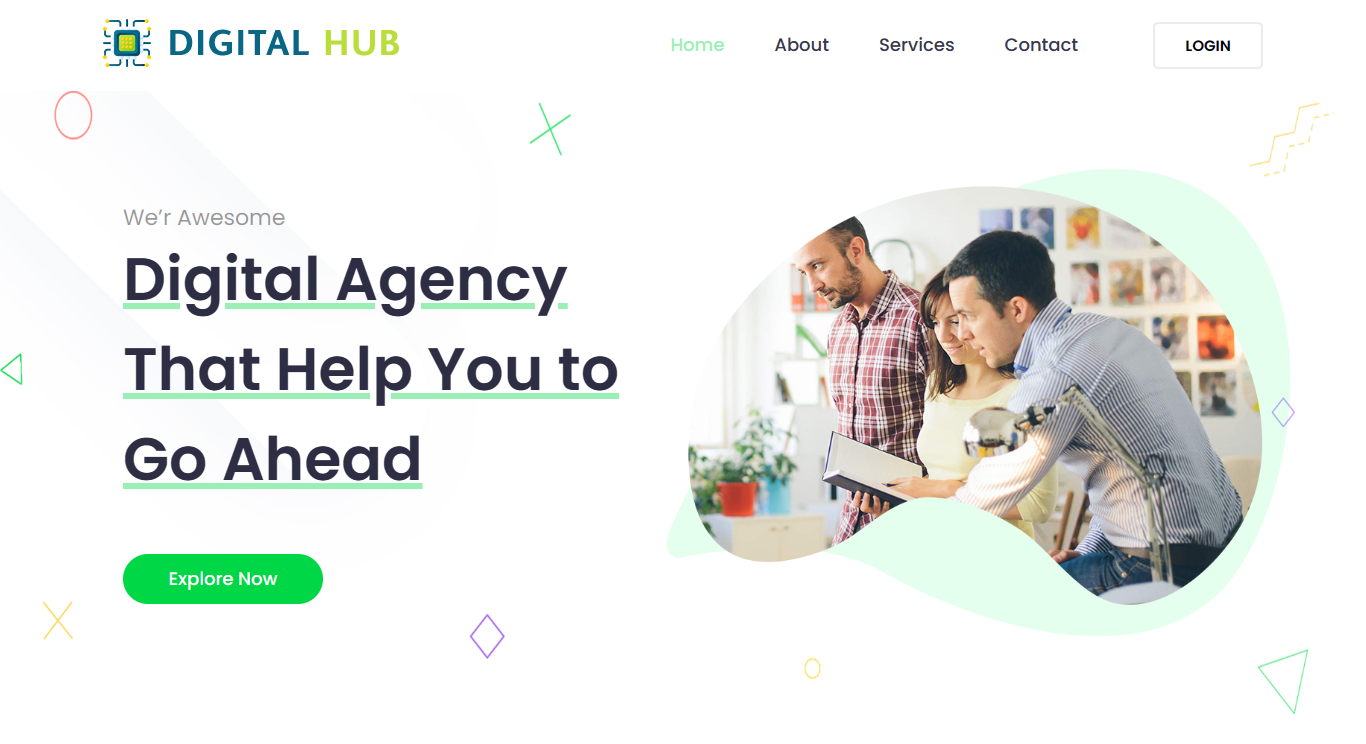 DIGITAL HUB
Home About Services Contact LOGIN
We’r Awesome
Digital Agency
That Help You to
Go Ahead
Explore Now